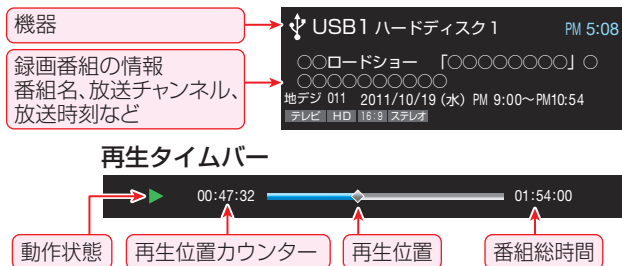 機器
USB1 ハードディスク1 PM 5:08
録画番組の情報
番組名、放送チャンネル、
放送時刻など
○○ロードショー 「○○○○○○○○」○
○○○○○○○○○○
地デジ 011 2011/10/19 (水) PM 9:00～PM10:54
テレビ HD 16:9 ステレオ
再生タイムバー
00:47:32 01:54:00
動作状態 再生位置カウンター 再生位置 番組総時間